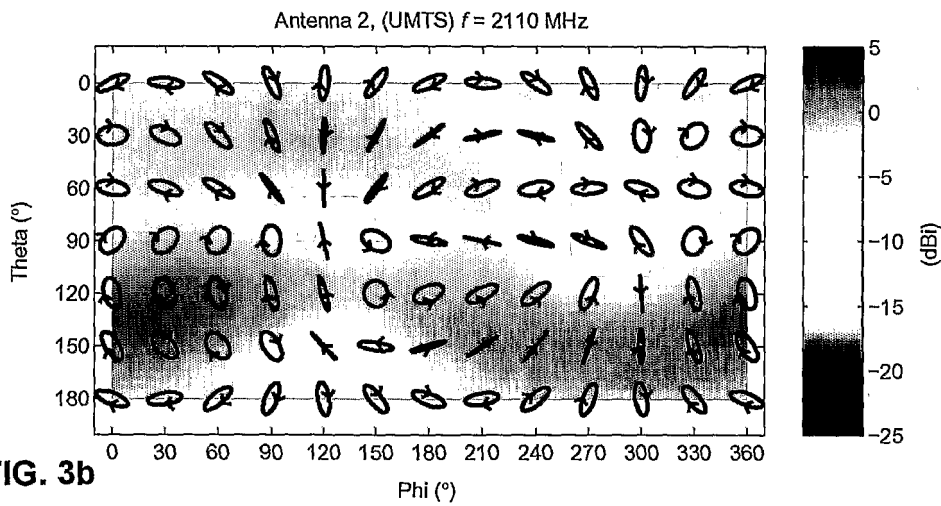 Antenna 2, (UMTS) f = 2110 MHz
0
30
60
90
120
150
180
Theta (°)
0 30 60 90 120 150 180 210 240 270 300 330 360
Phi (°)
5
0
−5
−10
−15
−20
−25
(dBi)
IG. 3b